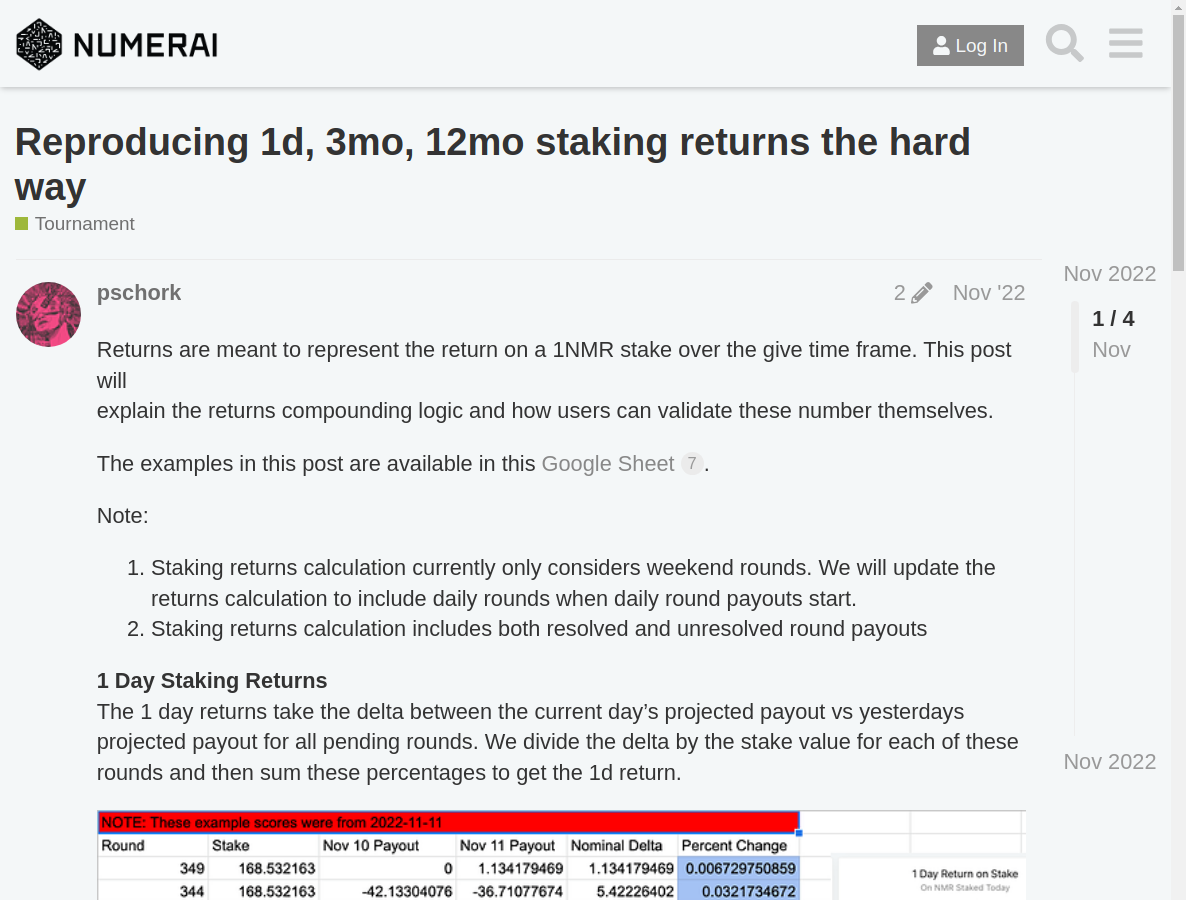 NUMERAI
Log In
Reproducing 1d, 3mo, 12mo staking returns the hard
way
Tournament
pschork
2
Nov '22
Nov 2022
1 / 4
Nov
Returns are meant to represent the return on a 1NMR stake over the give time frame. This post
will
explain the returns compounding logic and how users can validate these number themselves.
The examples in this post are available in this Google Sheet 7.
Note:
1. Staking returns calculation currently only considers weekend rounds. We will update the
returns calculation to include daily rounds when daily round payouts start.
2. Staking returns calculation includes both resolved and unresolved round payouts
1 Day Staking Returns
The 1 day returns take the delta between the current day’s projected payout vs yesterdays
projected payout for all pending rounds. We divide the delta by the stake value for each of these
rounds and then sum these percentages to get the 1d return.
Nov 2022
NOTE: These example scores were from 2022-11-11
Round Stake Nov 10 Payout Nov 11 Payout Nominal Delta Percent Change
349 168.532163 0 1.134179469 1.134179469 0.006729750859
344 168.532163 -42.13304076 -36.71077674 5.42226402 0.0321734672
1 Day Return on Stake
On NMR Staked Today